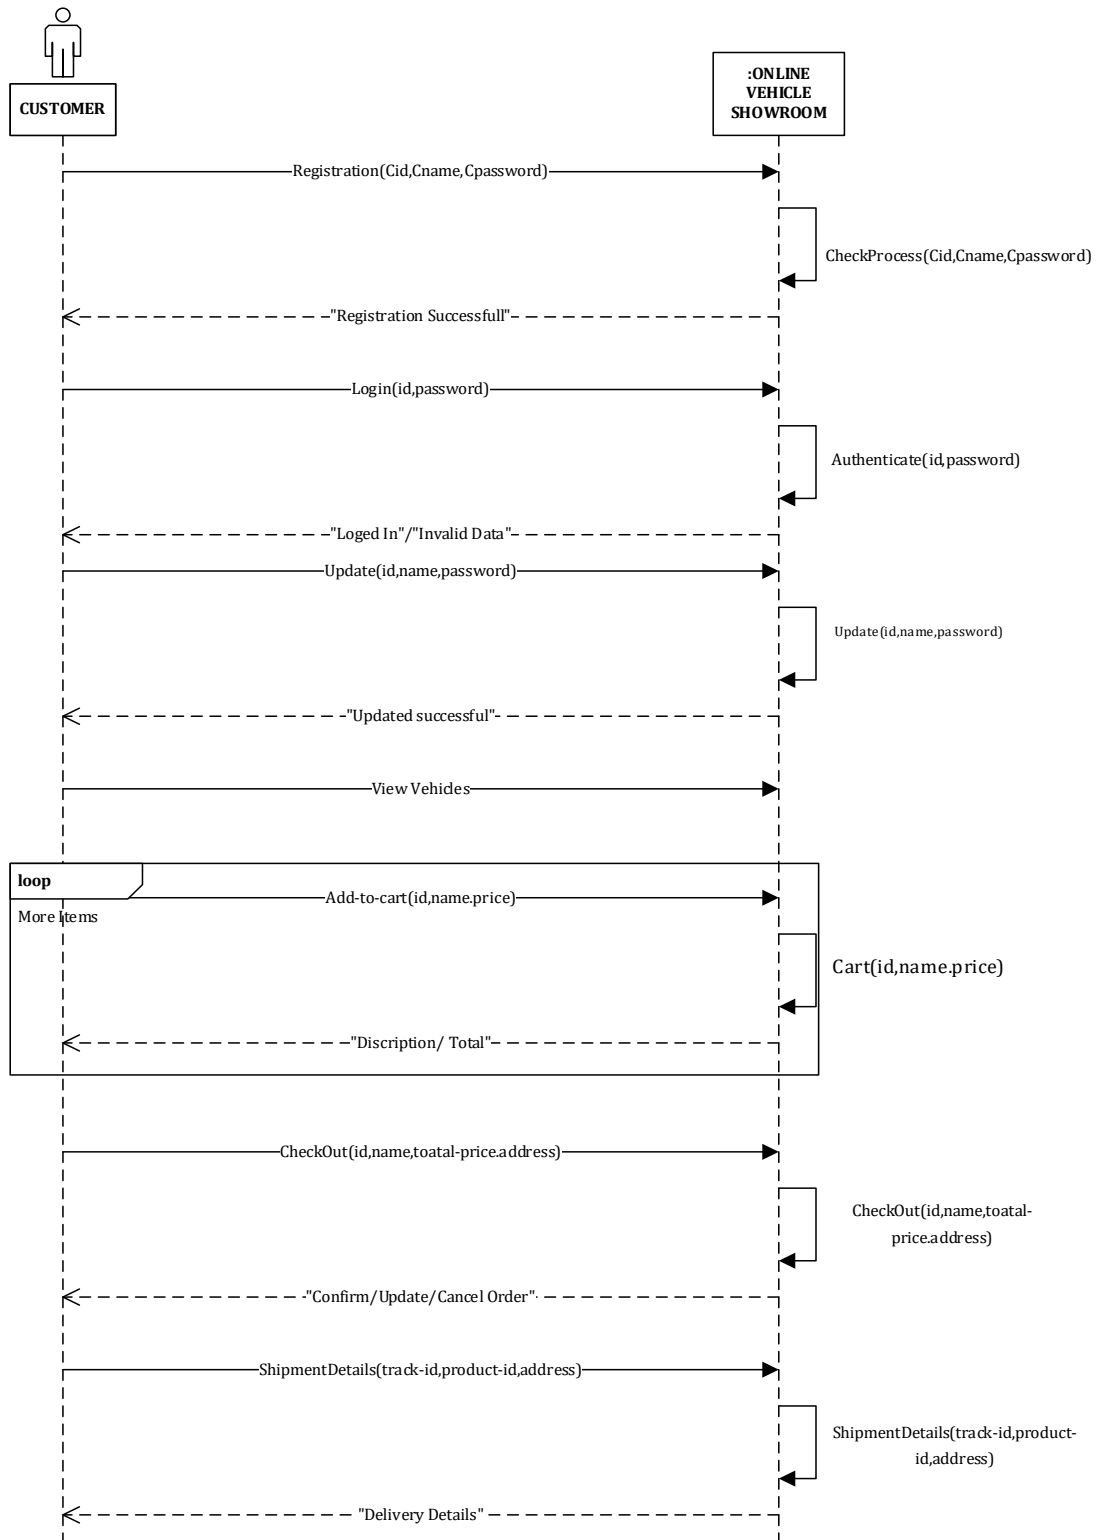 CUSTOMER
:ONLINE
VEHICLE
SHOWROOM
Registration(Cid,Cname,Cpassword)
CheckProcess(Cid,Cname,Cpassword)
"Registration Successfull"
Login(id,password)
Authenticate(id,password)
"Loged In"/"Invalid Data"
Update(id,name,password)
Update(id,name,password)
"Updated successful"
View Vehicles
loop
Add-to-cart(id,name.price)
More Items
Cart(id,name.price)
"Discription/ Total"
CheckOut(id,name,toatal-price.address)
CheckOut(id,name,toatal-
price.address)
"Confirm/Update/Cancel Order"
ShipmentDetails(track-id,product-id,address)
ShipmentDetails(track-id,product-
id,address)
"Delivery Details"